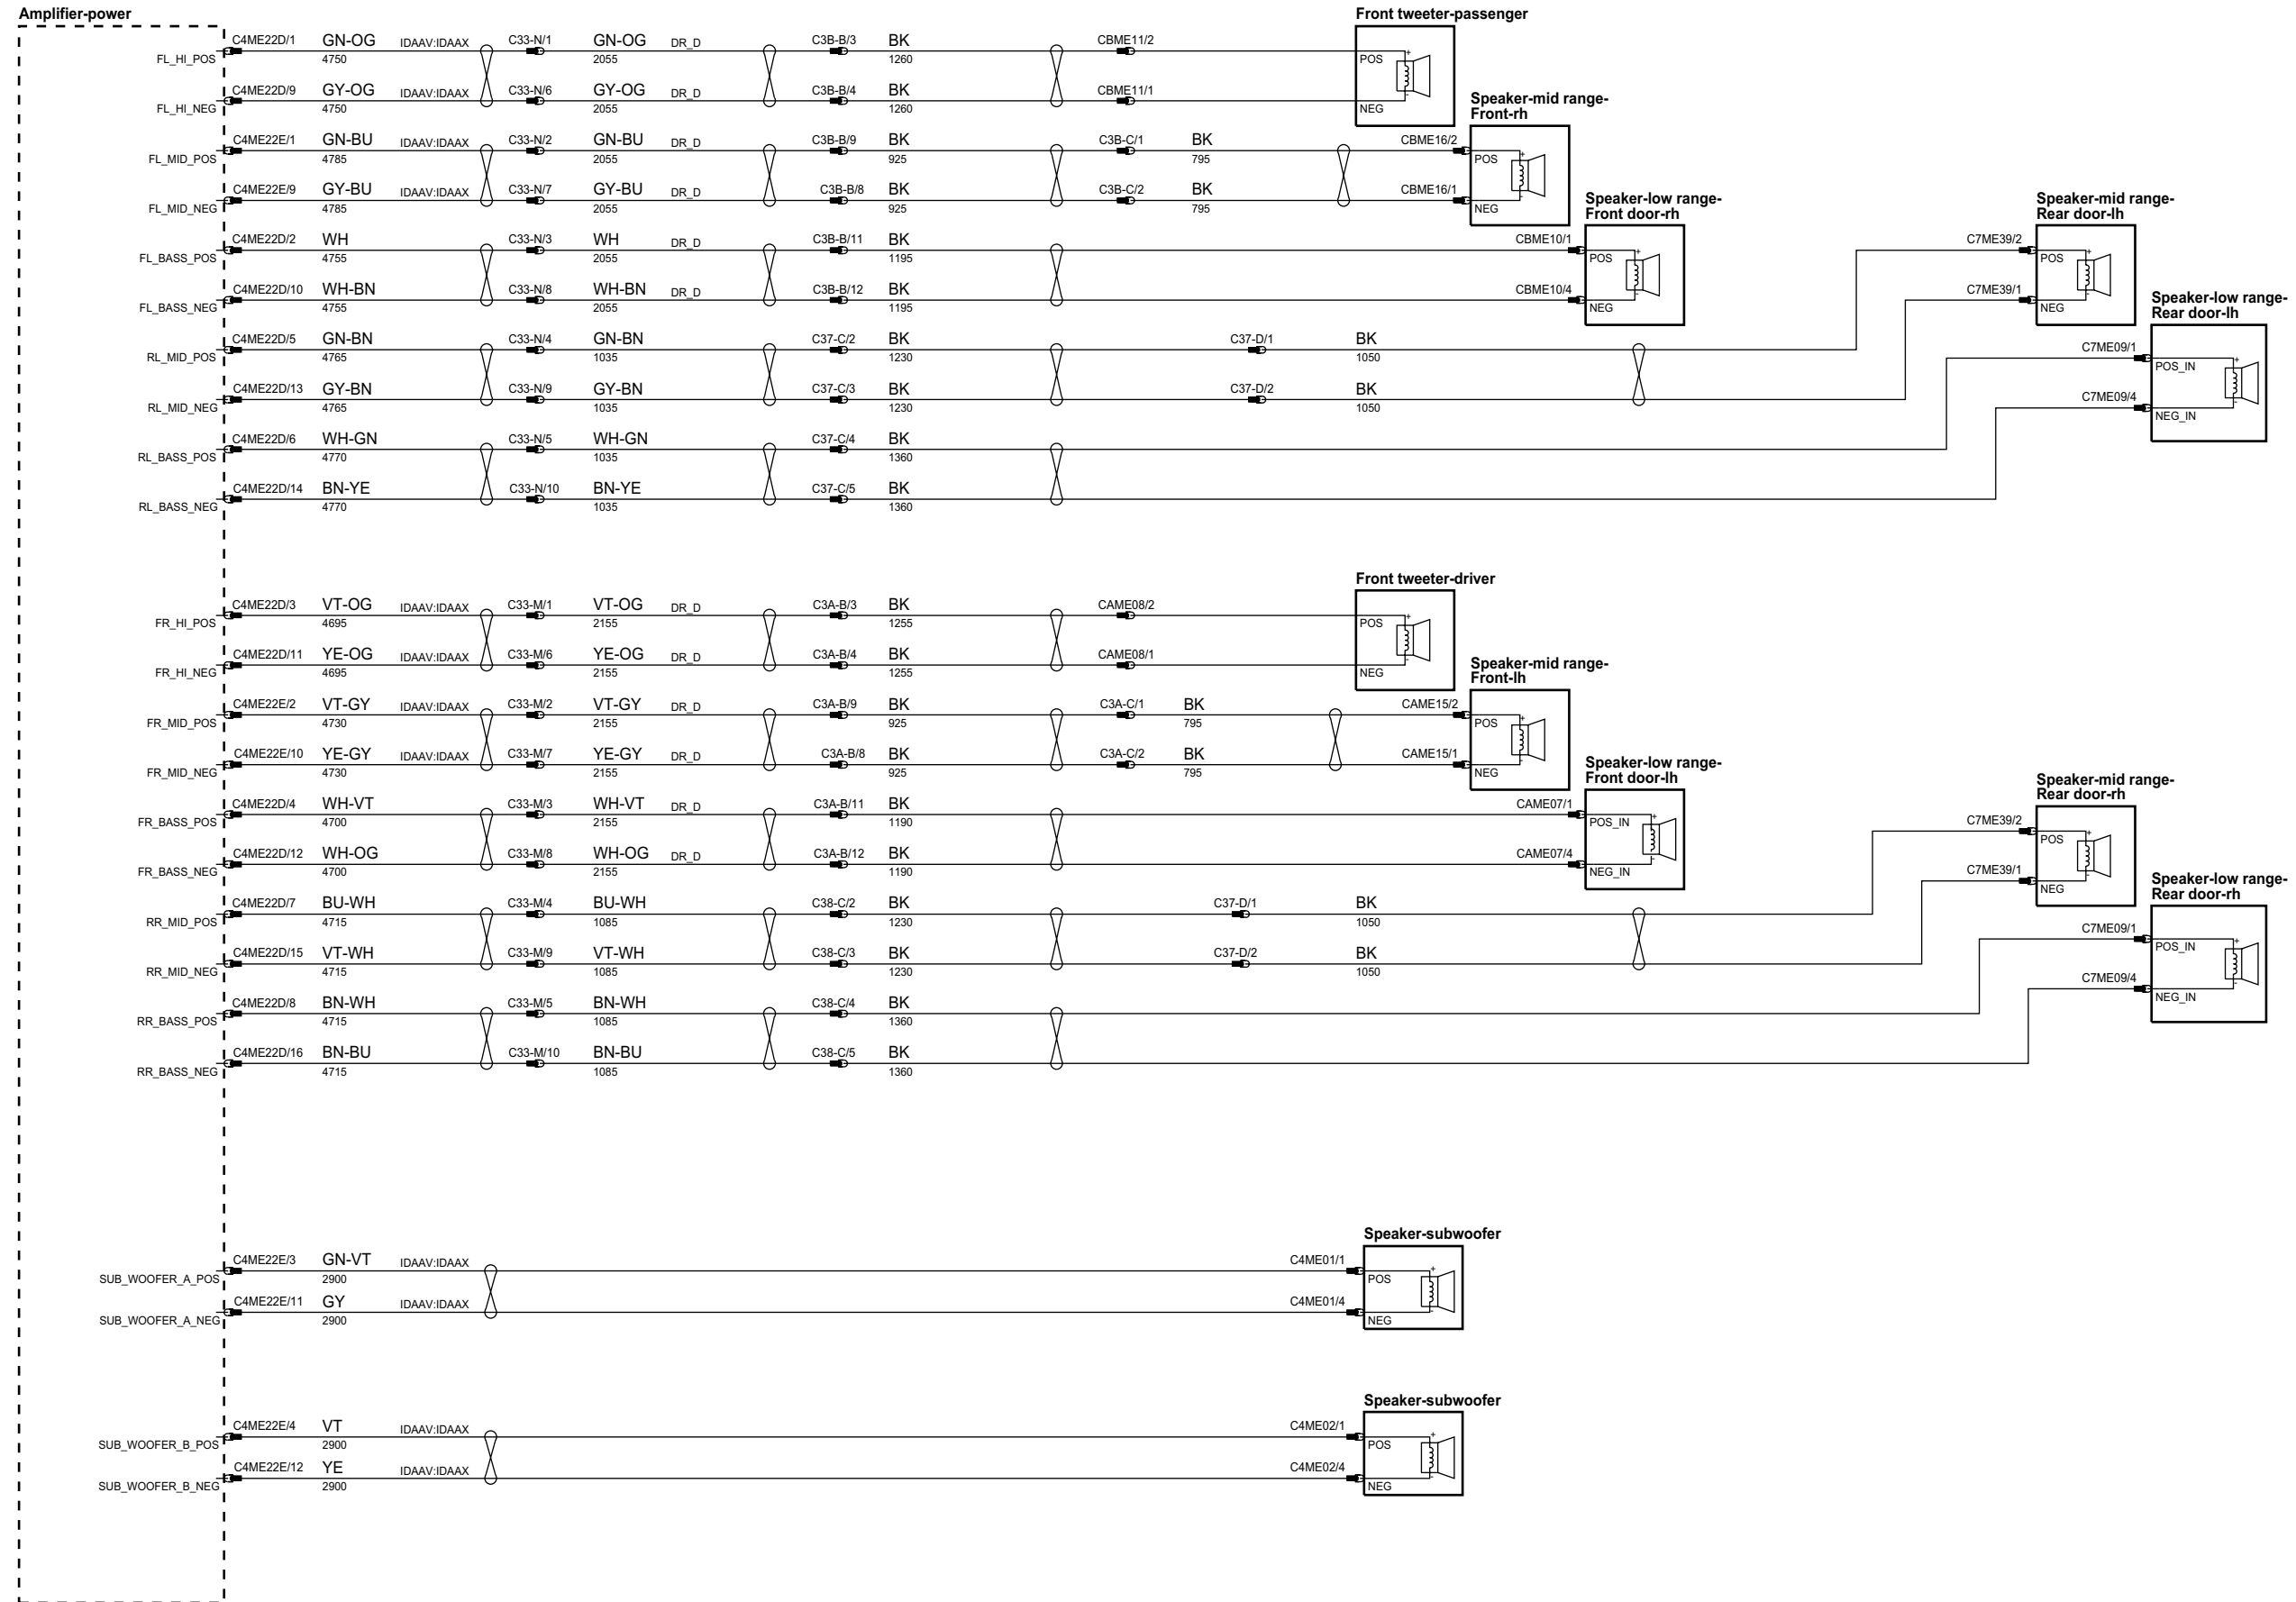 Amplifier-power
Front tweeter-passenger
C4ME22D/1 GN-OG IDAAV:IDAAX C33-N/1 GN-OG DR_D C3B-B/3 BK CBME11/2
FL_HI_POS 4750 2055 1260 POS +
C4ME22D/9 GY-OG IDAAV:IDAAX C33-N/6 GY-OG DR_D C3B-B/4 BK CBME11/1 -
FL_HI_NEG 4750 2055 1260 NEG
Speaker-mid range-
Front-rh
C4ME22E/1 GN-BU IDAAV:IDAAX C33-N/2 GN-BU DR_D C3B-B/9 BK C3B-C/1 BK CBME16/2
FL_MID_POS 4785 2055 925 795 POS +
C4ME22E/9 GY-BU IDAAV:IDAAX C33-N/7 GY-BU DR_D C3B-B/8 BK C3B-C/2 BK CBME16/1 -
FL_MID_NEG 4785 2055 925 795 NEG
Speaker-low range-
Front door-rh
Speaker-mid range-
Rear door-lh
C4ME22D/2 WH C33-N/3 WH DR_D C3B-B/11 BK CBME10/1 C7ME39/2
FL_BASS_POS 4755 2055 1195 POS + POS +
C4ME22D/10 WH-BN C33-N/8 WH-BN DR_D C3B-B/12 BK CBME10/4 - C7ME39/1 -
FL_BASS_NEG 4755 2055 1195 NEG NEG
Speaker-low range-
Rear door-lh
C4ME22D/5 GN-BN C33-N/4 GN-BN C37-C/2 BK C37-D/1 BK C7ME09/1
RL_MID_POS 4765 1035 1230 1050 POS_IN +
C4ME22D/13 GY-BN C33-N/9 GY-BN C37-C/3 BK C37-D/2 BK C7ME09/4 -
RL_MID_NEG 4765 1035 1230 1050 NEG_IN
C4ME22D/6 WH-GN C33-N/5 WH-GN C37-C/4 BK
RL_BASS_POS 4770 1035 1360
C4ME22D/14 BN-YE C33-N/10 BN-YE C37-C/5 BK
RL_BASS_NEG 4770 1035 1360
Front tweeter-driver
C4ME22D/3 VT-OG IDAAV:IDAAX C33-M/1 VT-OG DR_D C3A-B/3 BK CAME08/2
FR_HI_POS 4695 2155 1255 POS +
C4ME22D/11 YE-OG IDAAV:IDAAX C33-M/6 YE-OG DR_D C3A-B/4 BK CAME08/1 -
FR_HI_NEG 4695 2155 1255 NEG
Speaker-mid range-
Front-lh
C4ME22E/2 VT-GY IDAAV:IDAAX C33-M/2 VT-GY DR_D C3A-B/9 BK C3A-C/1 BK CAME15/2
FR_MID_POS 4730 2155 925 795 POS +
C4ME22E/10 YE-GY IDAAV:IDAAX C33-M/7 YE-GY DR_D C3A-B/8 BK C3A-C/2 BK CAME15/1 -
FR_MID_NEG 4730 2155 925 795 NEG
Speaker-low range-
Front door-lh
Speaker-mid range-
Rear door-rh
C4ME22D/4 WH-VT C33-M/3 WH-VT DR_D C3A-B/11 BK CAME07/1 C7ME39/2
FR_BASS_POS 4700 2155 1190 POS_IN + POS +
C4ME22D/12 WH-OG C33-M/8 WH-OG DR_D C3A-B/12 BK CAME07/4 - C7ME39/1 -
FR_BASS_NEG 4700 2155 1190 NEG_IN NEG
Speaker-low range-
Rear door-rh
C4ME22D/7 BU-WH C33-M/4 BU-WH C38-C/2 BK C37-D/1 BK C7ME09/1
RR_MID_POS 4715 1085 1230 1050 POS_IN +
C4ME22D/15 VT-WH C33-M/9 VT-WH C38-C/3 BK C37-D/2 BK C7ME09/4 -
RR_MID_NEG 4715 1085 1230 1050 NEG_IN
C4ME22D/8 BN-WH C33-M/5 BN-WH C38-C/4 BK
RR_BASS_POS 4715 1085 1360
C4ME22D/16 BN-BU C33-M/10 BN-BU C38-C/5 BK
RR_BASS_NEG 4715 1085 1360
Speaker-subwoofer
C4ME22E/3 GN-VT IDAAV:IDAAX C4ME01/1
SUB_WOOFER_A_POS 2900 POS +
C4ME22E/11 GY IDAAV:IDAAX C4ME01/4 -
SUB_WOOFER_A_NEG 2900 NEG
Speaker-subwoofer
C4ME22E/4 VT IDAAV:IDAAX C4ME02/1
SUB_WOOFER_B_POS 2900 POS +
C4ME22E/12 YE IDAAV:IDAAX C4ME02/4 -
SUB_WOOFER_B_NEG 2900 NEG